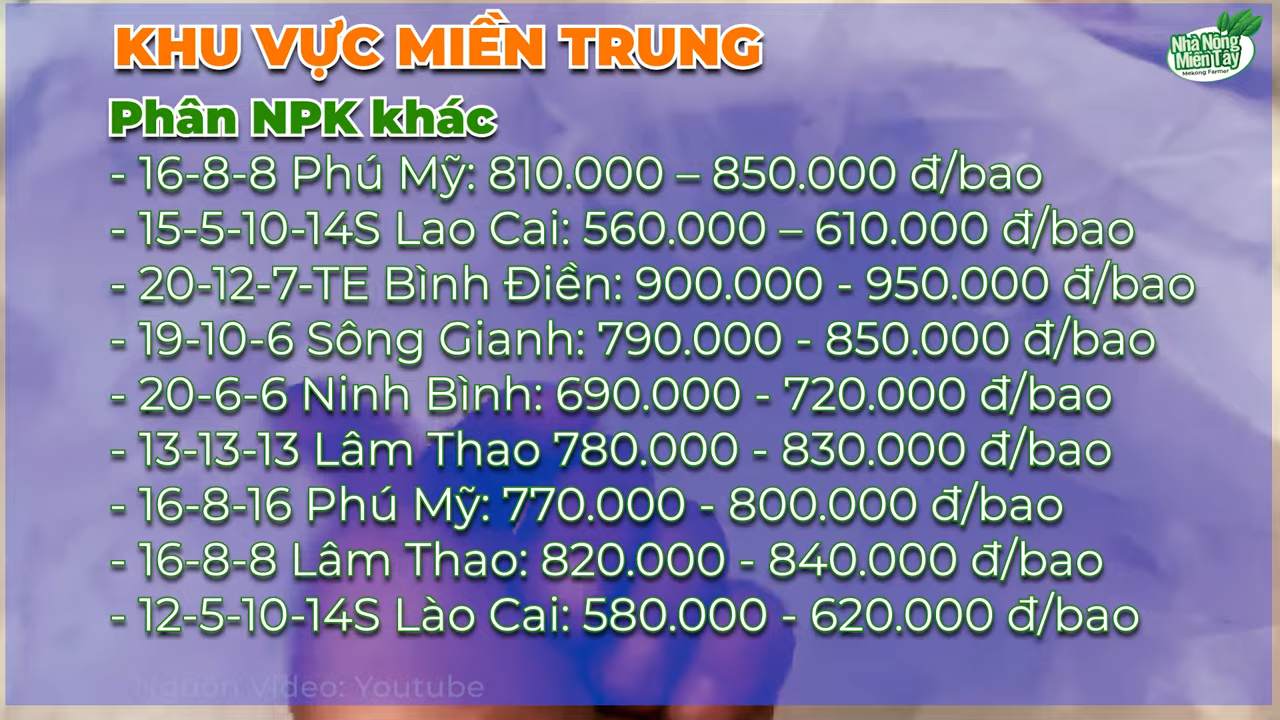 KHU VỰC MIỀN TRUNG
Nhà Nông
Miền Tây
Mekong Farmer
Phân NPK khác
- 16-8-8 Phú Mỹ: 810.000 – 850.000 đ/bao
- 15-5-10-14S Lao Cai: 560.000 – 610.000 đ/bao
- 20-12-7-TE Bình Điền: 900.000 - 950.000 đ/bao
- 19-10-6 Sông Gianh: 790.000 - 850.000 đ/bao
- 20-6-6 Ninh Bình: 690.000 - 720.000 đ/bao
- 13-13-13 Lâm Thao 780.000 - 830.000 đ/bao
- 16-8-16 Phú Mỹ: 770.000 - 800.000 đ/bao
- 16-8-8 Lâm Thao: 820.000 - 840.000 đ/bao
- 12-5-10-14S Lào Cai: 580.000 - 620.000 đ/bao
Nguồn Video: Youtube